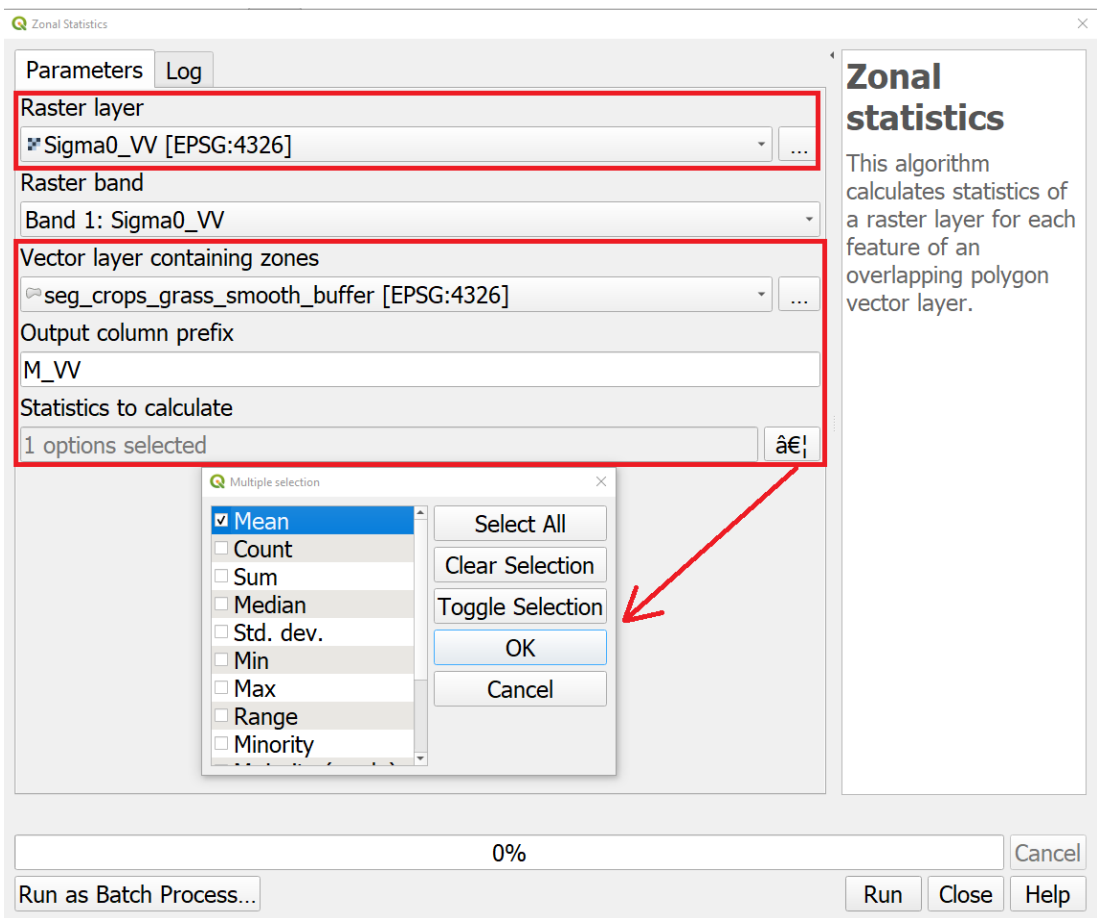 Zonal Statistics
Parameters
Log
Raster layer
Sigma0_VV [EPSG:4326]
...
Raster band
Band 1: Sigma0_VV
Vector layer containing zones
seg_crops_grass_smooth_buffer [EPSG:4326]
...
Output column prefix
M_VV
Statistics to calculate
1 options selected
â€¦
Multiple selection
Mean
Count
Sum
Median
Std. dev.
Min
Max
Range
Minority
Select All
Clear Selection
Toggle Selection
OK
Cancel
Zonal
statistics
This algorithm
calculates statistics of
a raster layer for each
feature of an
overlapping polygon
vector layer.
0%
Cancel
Run as Batch Process...
Run
Close
Help